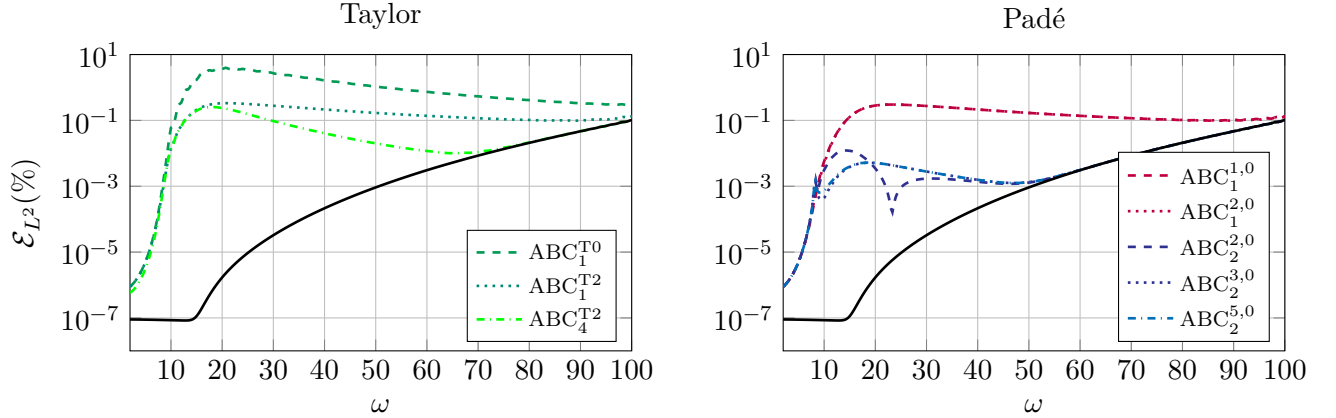 Taylor
10^1
10^{-1}
10^{-3}
10^{-5}
10^{-7}
\mathcal{E}_{L^2}(%)
10 20 30 40 50 60 70 80 90 100
ω
ABC_1^{T0}
ABC_1^{T2}
ABC_4^{T2}
Padé
10^1
10^{-1}
10^{-3}
10^{-5}
10^{-7}
10 20 30 40 50 60 70 80 90 100
ω
ABC_1^{1,0}
ABC_1^{2,0}
ABC_2^{2,0}
ABC_2^{3,0}
ABC_2^{5,0}